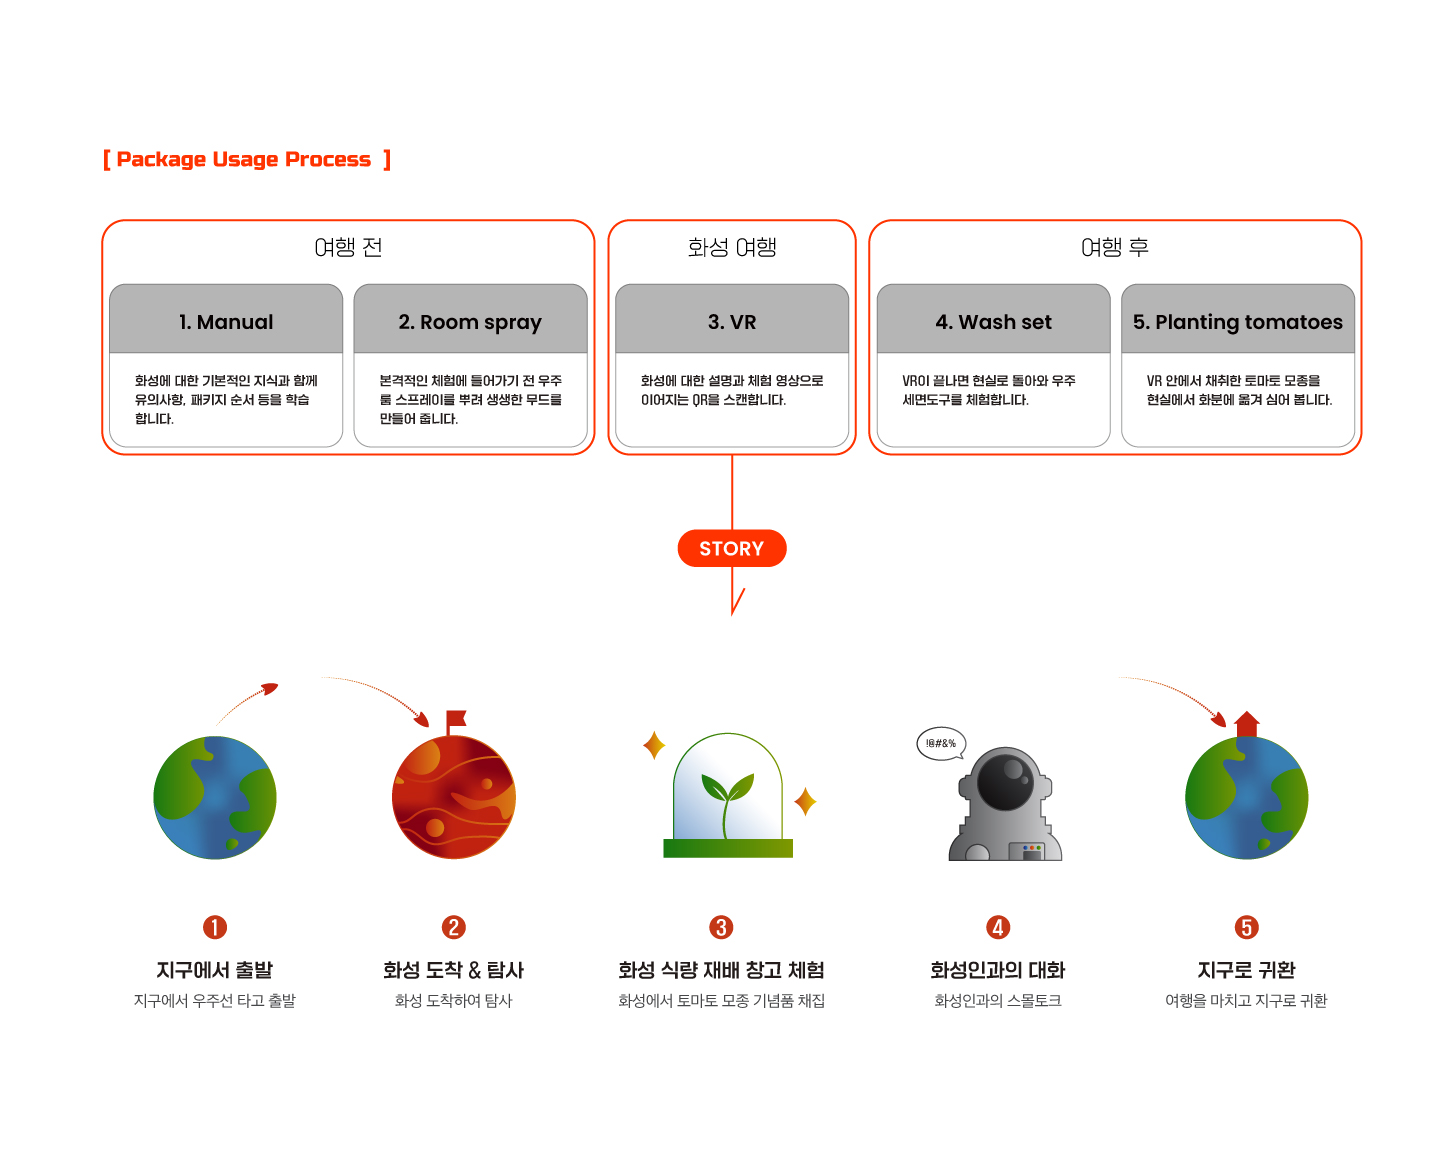 [ Package Usage Process ]
여행 전
화성 여행
여행 후
1. Manual
2. Room spray
3. VR
4. Wash set
5. Planting tomatoes
화성에 대한 기본적인 지식과 함께
유의사항, 패키지 순서 등을 학습
합니다.
본격적인 체험에 들어가기 전 우주
룸 스프레이를 뿌려 생생한 무드를
만들어 줍니다.
화성에 대한 설명과 체험 영상으로
이어지는 QR을 스캔합니다.
VR이 끝나면 현실로 돌아와 우주
세면도구를 체험합니다.
VR 안에서 채취한 토마토 모종을
현실에서 화분에 옮겨 심어 봅니다.
STORY
!@#&%
1
2
3
4
5
지구에서 출발
화성 도착 & 탐사
화성 식량 재배 창고 체험
화성인과의 대화
지구로 귀환
지구에서 우주선 타고 출발
화성 도착하여 탐사
화성에서 토마토 모종 기념품 채집
화성인과의 스몰토크
여행을 마치고 지구로 귀환